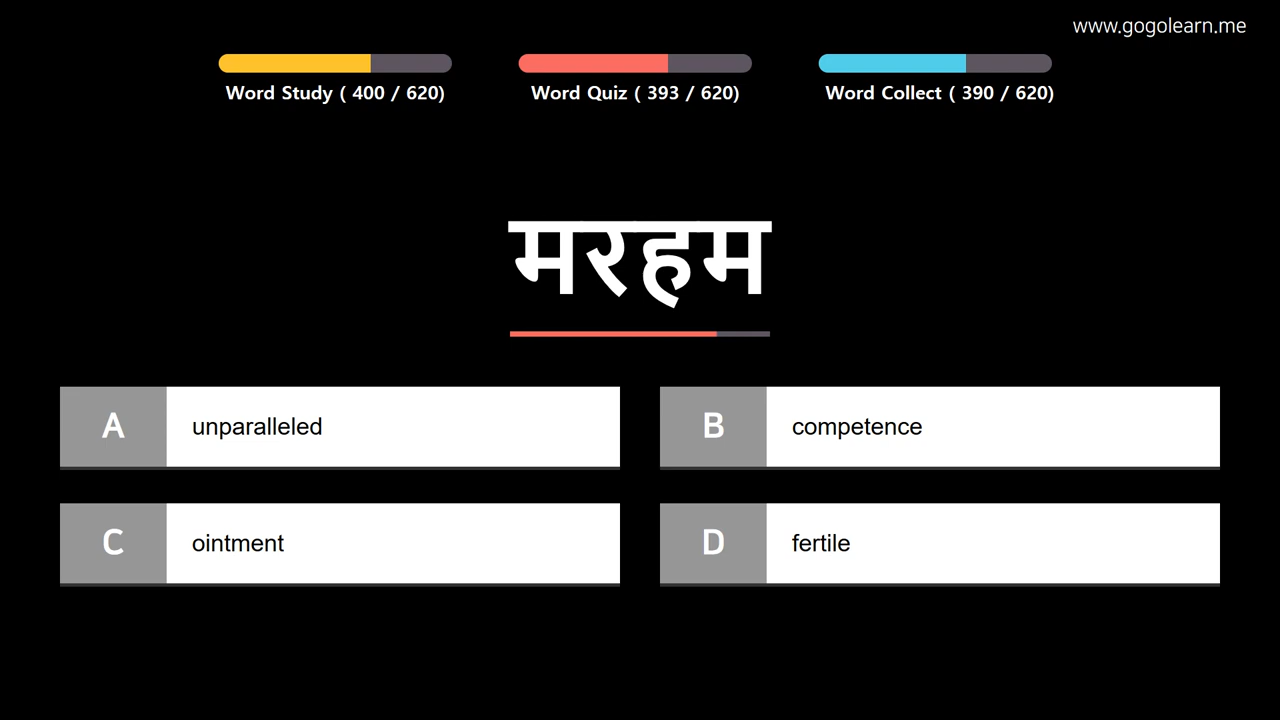 www.gogolearn.me
Word Study ( 400 / 620)
Word Quiz ( 393 / 620)
Word Collect ( 390 / 620)
मरहम
A unparalleled
B competence
C ointment
D fertile